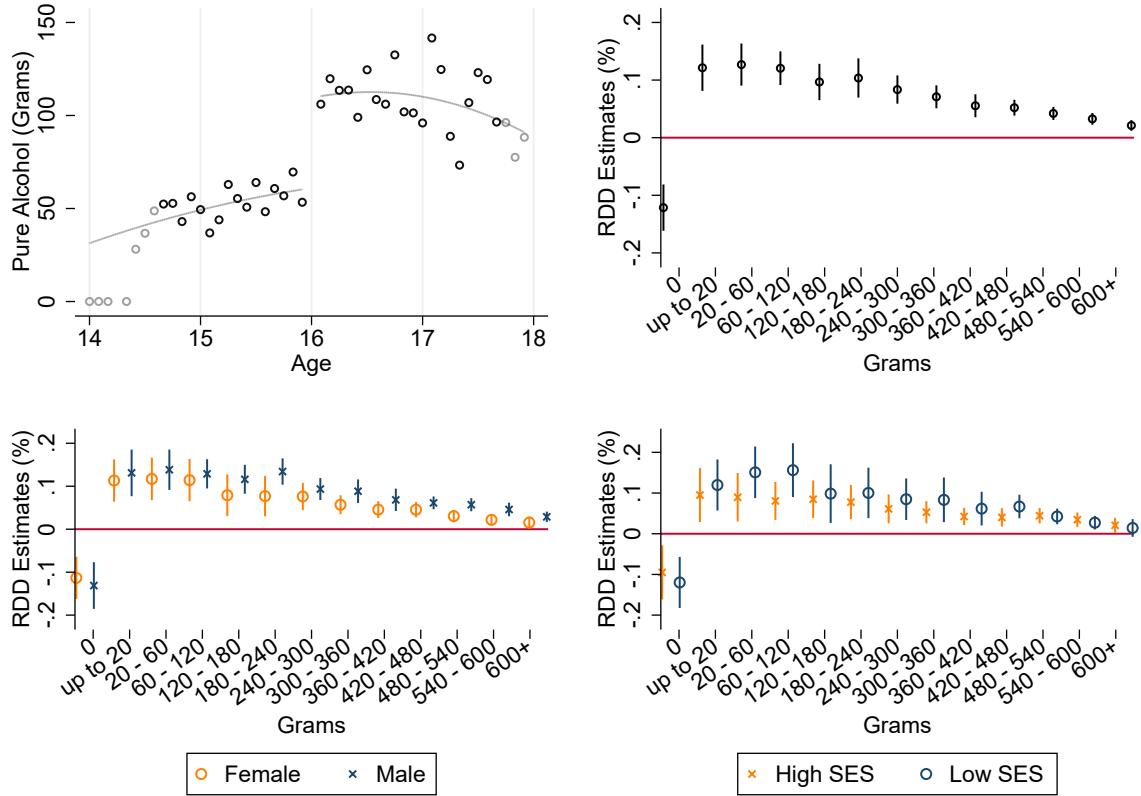 Pure Alcohol (Grams)
150
100
50
0
14 15 16 17 18
Age
RDD Estimates (%)
.2
.1
0
-.1
-.2
0
up to 20
20 - 60
60 - 120
120 - 180
180 - 240
240 - 300
300 - 360
360 - 420
420 - 480
480 - 540
540 - 600
600+
Grams
RDD Estimates (%)
.2
.1
0
-.1
-.2
0
up to 20
20 - 60
60 - 120
120 - 180
180 - 240
240 - 300
300 - 360
360 - 420
420 - 480
480 - 540
540 - 600
600+
Grams
Female Male
RDD Estimates (%)
.2
.1
0
-.1
-.2
0
up to 20
20 - 60
60 - 120
120 - 180
180 - 240
240 - 300
300 - 360
360 - 420
420 - 480
480 - 540
540 - 600
600+
Grams
High SES Low SES